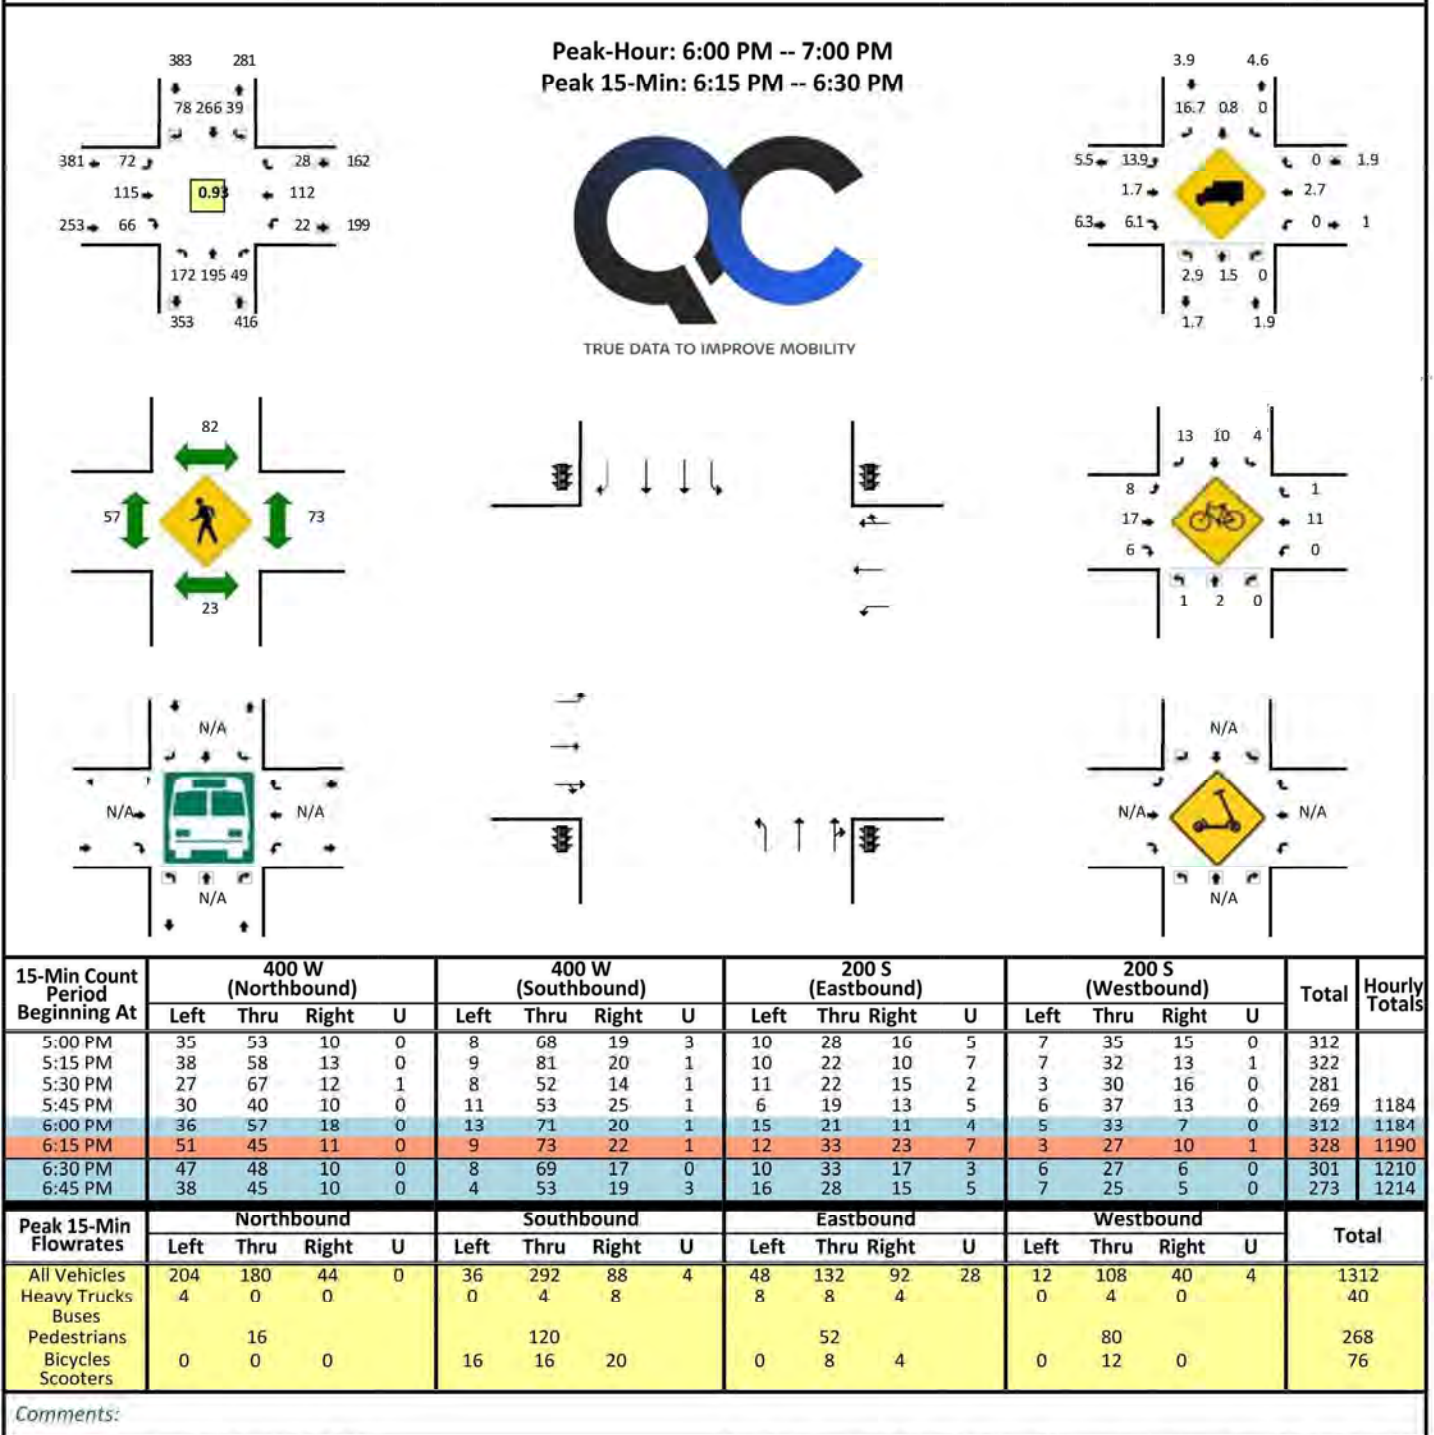 Peak-Hour: 6:00 PM -- 7:00 PM
Peak 15-Min: 6:15 PM -- 6:30 PM
383 281
78 266 39
381 72 28 162
115 0.93 112
253 66 22 199
172 195 49
353 416
QC
TRUE DATA TO IMPROVE MOBILITY
3.9 4.6
16.7 0.8 0
5.5 13.9 0 1.9
1.7 2.7
6.3 6.1 0 1
2.9 1.5 0
1.7 1.9
82
57 73
23
13 10 4
8 1
17 11
6 0
1 2 0
N/A
N/A N/A
N/A
N/A
N/A N/A
N/A
15-Min Count Period Beginning At 400 W (Northbound) 400 W (Southbound) 200 S (Eastbound) 200 S (Westbound) Total Hourly Totals
Left Thru Right U Left Thru Right U Left Thru Right U Left Thru Right U
5:00 PM 35 53 10 0 8 68 19 3 10 28 16 5 7 35 15 0 312
5:15 PM 38 58 13 0 9 81 20 1 10 22 10 7 7 32 13 1 322
5:30 PM 27 67 12 1 8 52 14 1 11 22 15 2 3 30 16 0 281
5:45 PM 30 40 10 0 11 53 25 1 6 19 13 5 6 37 13 0 269 1184
6:00 PM 36 57 18 0 13 71 20 1 15 21 11 4 5 33 7 0 312 1184
6:15 PM 51 45 11 0 9 73 22 1 12 33 23 7 3 27 10 1 328 1190
6:30 PM 47 48 10 0 8 69 17 0 10 33 17 3 6 27 6 0 301 1210
6:45 PM 38 45 10 0 4 53 19 3 16 28 15 5 7 25 5 0 273 1214
Peak 15-Min Flowrates Northbound Southbound Eastbound Westbound Total
Left Thru Right U Left Thru Right U Left Thru Right U Left Thru Right U
All Vehicles 204 180 44 0 36 292 88 4 48 132 92 28 12 108 40 4 1312
Heavy Trucks 4 0 0 0 4 8 8 8 4 0 4 0 40
Buses
Pedestrians 16 120 52 80 268
Bicycles 0 0 0 16 16 20 0 8 4 0 12 0 76
Scooters
Comments: